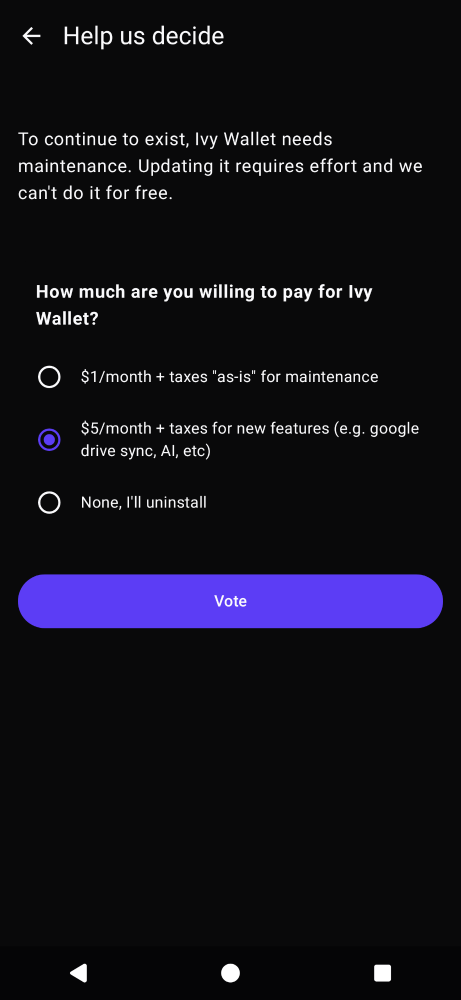 Help us decide
To continue to exist, Ivy Wallet needs
maintenance. Updating it requires effort and we
can't do it for free.
How much are you willing to pay for Ivy
Wallet?
$1/month + taxes "as-is" for maintenance
$5/month + taxes for new features (e.g. google
drive sync, AI, etc)
None, I'll uninstall
Vote